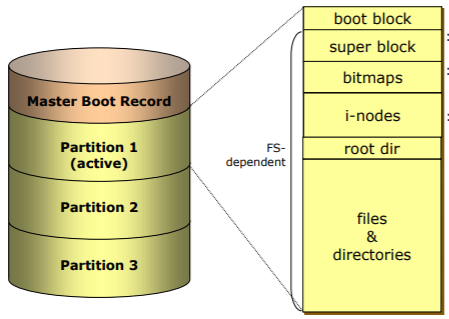 Master Boot Record
Partition 1
(active)
Partition 2
Partition 3
FS-
dependent
boot block
super block
bitmaps
i-nodes
root dir
files
&
directories
:
:
: